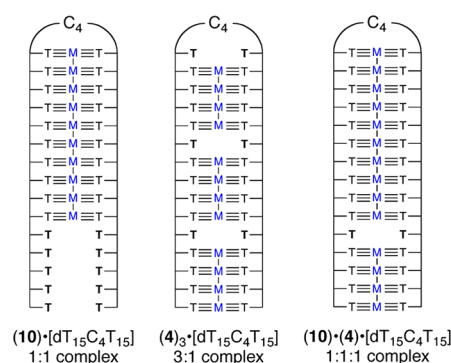 C4
T≡M≡T
T≡M≡T
T≡M≡T
T≡M≡T
T≡M≡T
T≡M≡T
T≡M≡T
T≡M≡T
T≡M≡T
T≡M≡T
T T
T T
T T
T T
T T
(10)•[dT15C4T15]
1:1 complex
C4
T T
T≡M≡T
T≡M≡T
T≡M≡T
T≡M≡T
T T
T≡M≡T
T≡M≡T
T≡M≡T
T≡M≡T
T T
T≡M≡T
T≡M≡T
T≡M≡T
T≡M≡T
(4)3•[dT15C4T15]
3:1 complex
C4
T≡M≡T
T≡M≡T
T≡M≡T
T≡M≡T
T≡M≡T
T≡M≡T
T≡M≡T
T≡M≡T
T≡M≡T
T≡M≡T
T T
T≡M≡T
T≡M≡T
T≡M≡T
T≡M≡T
(10)•(4)•[dT15C4T15]
1:1:1 complex